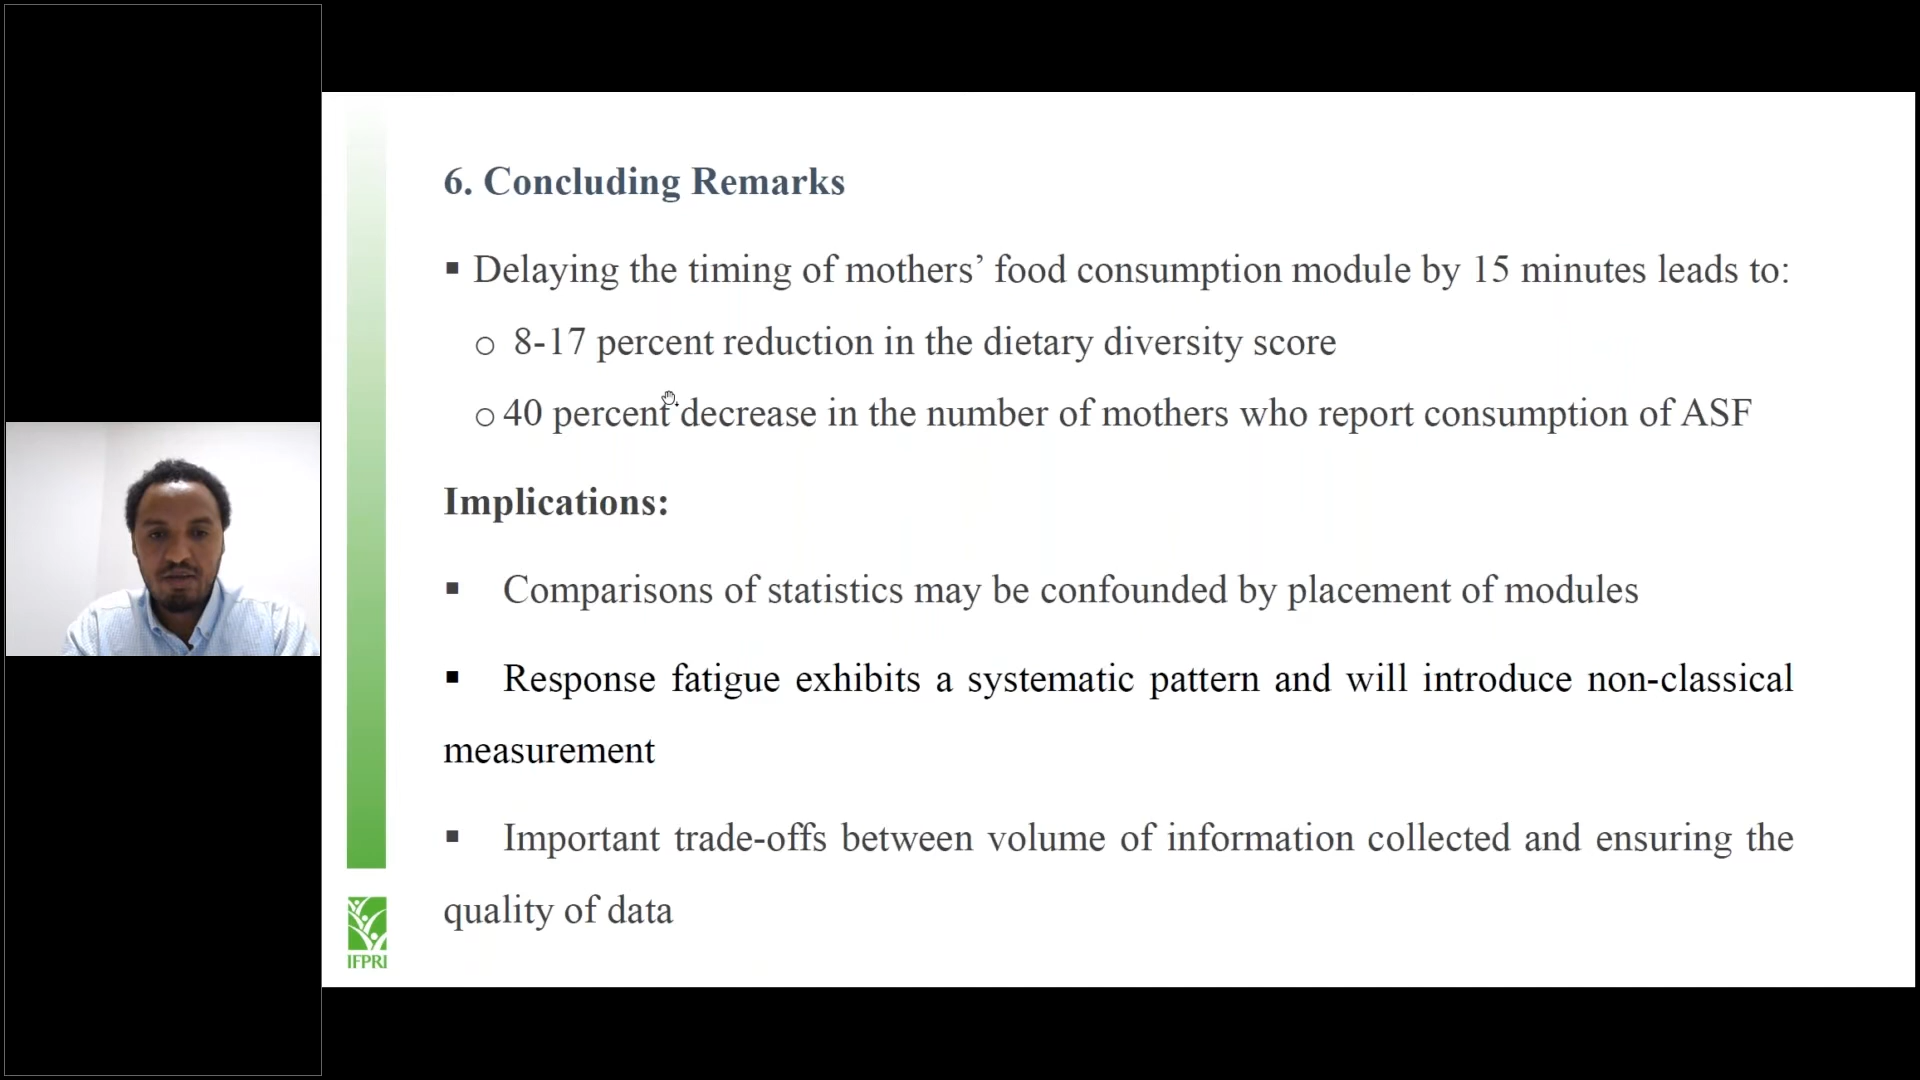 6. Concluding Remarks
▪ Delaying the timing of mothers’ food consumption module by 15 minutes leads to:
o 8-17 percent reduction in the dietary diversity score
o 40 percent decrease in the number of mothers who report consumption of ASF
Implications:
▪ Comparisons of statistics may be confounded by placement of modules
▪ Response fatigue exhibits a systematic pattern and will introduce non-classical
measurement
▪ Important trade-offs between volume of information collected and ensuring the
quality of data
IFPRI